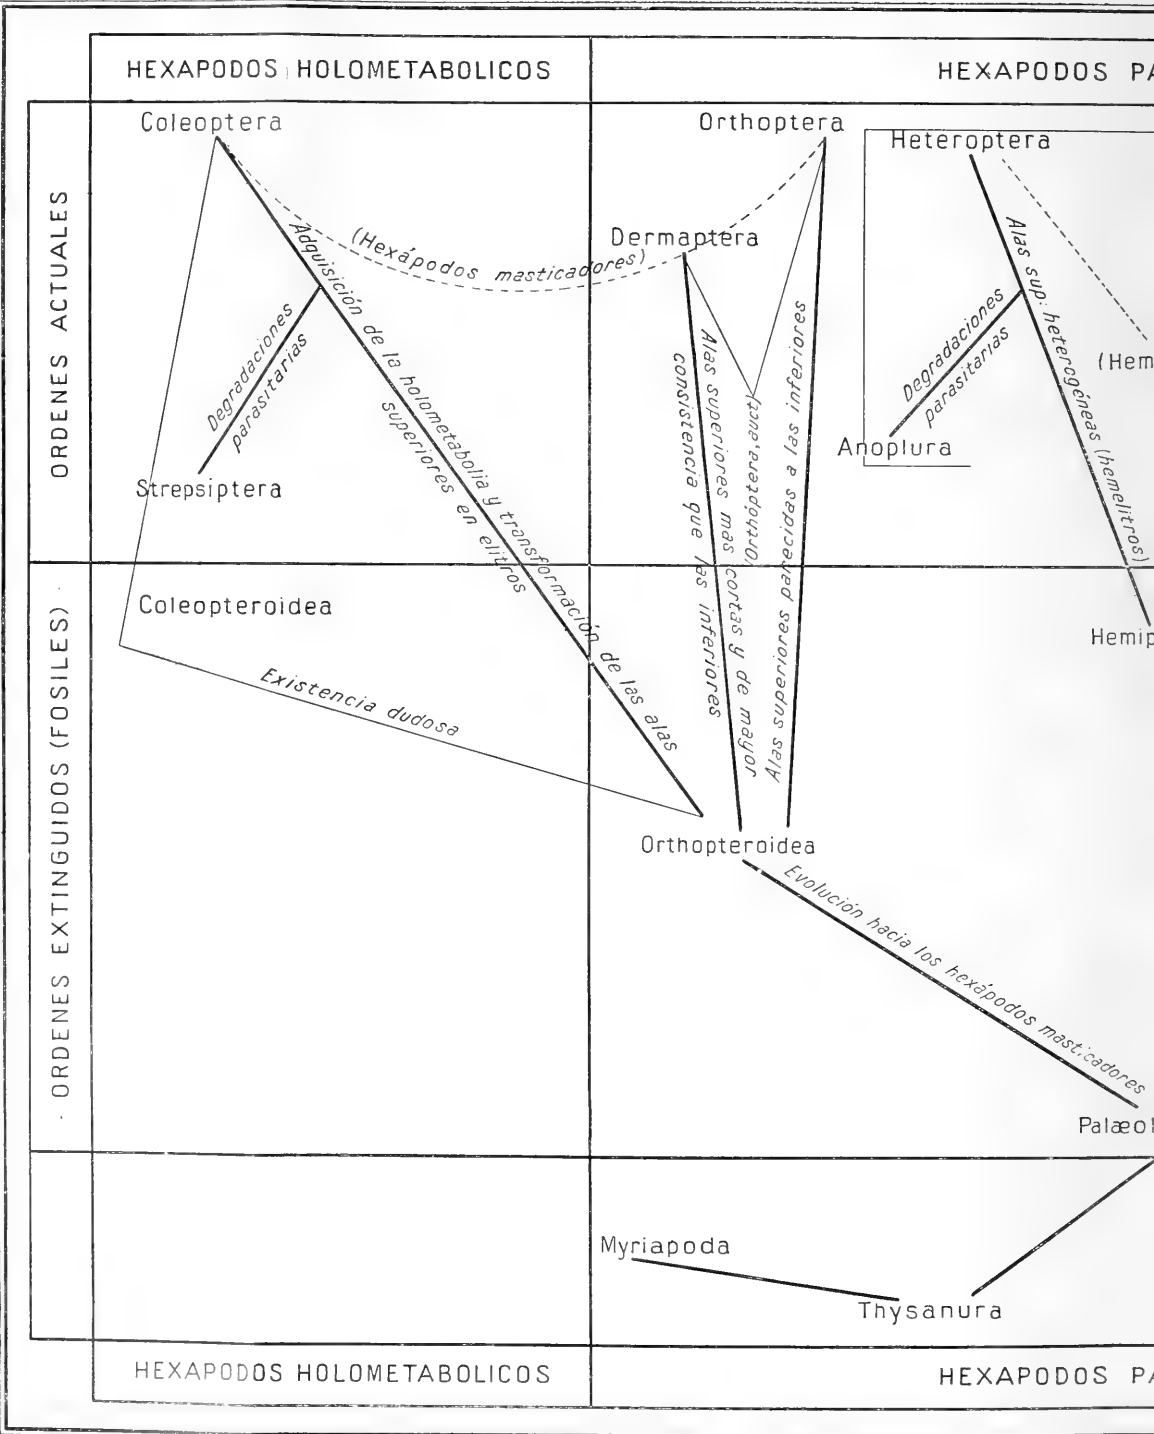 HEXAPODOS HOLOMETABOLICOS
HEXAPODOS PA
ORDENES ACTUALES
Coleoptera
Orthoptera
Heteroptera
Dermaptera
(Hexápodos masticadores)
Adquisición de la holometabolia y transformación de las alas
superiores en elitros
Degradaciones
parasitarias
Strepsiptera
Alas superiores mas cortas y de mayor
consistencia que las inferiores
(Orthóptera, auct)
Alas superiores parecidas a las inferiores
Alas sup: heterogéneas (hemelitros)
Degradaciones
parasitarias
(Hem
Anoplura
ORDENES EXTINGUIDOS (FOSILES)
Coleopteroidea
Hemip
Existencia dudosa
Orthopteroidea
Evolución hacia los hexápodos masticadores
Palæo
Myriapoda
Thysanura
HEXAPODOS HOLOMETABOLICOS
HEXAPODOS PA